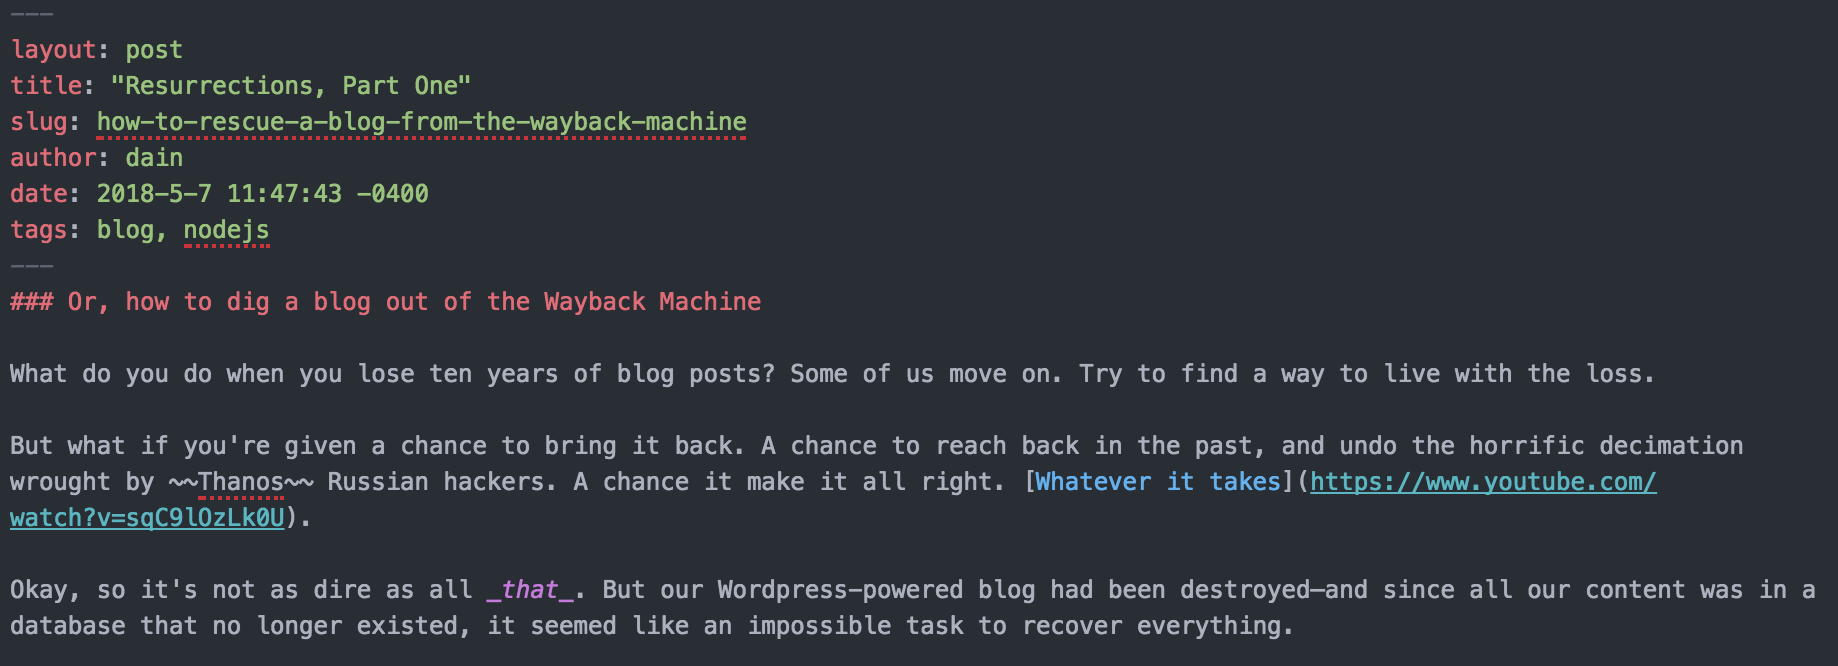 ---
layout: post
title: "Resurrections, Part One"
slug: how-to-rescue-a-blog-from-the-wayback-machine
author: dain
date: 2018-5-7 11:47:43 -0400
tags: blog, nodejs
---
### Or, how to dig a blog out of the Wayback Machine
What do you do when you lose ten years of blog posts? Some of us move on. Try to find a way to live with the loss.
But what if you're given a chance to bring it back. A chance to reach back in the past, and undo the horrific decimation
wrought by ~~Thanos~~ Russian hackers. A chance it make it all right. [Whatever it takes](https://www.youtube.com/
watch?v=sqC9lOzLk0U).
Okay, so it's not as dire as all _that_. But our Wordpress-powered blog had been destroyed—and since all our content was in a
database that no longer existed, it seemed like an impossible task to recover everything.